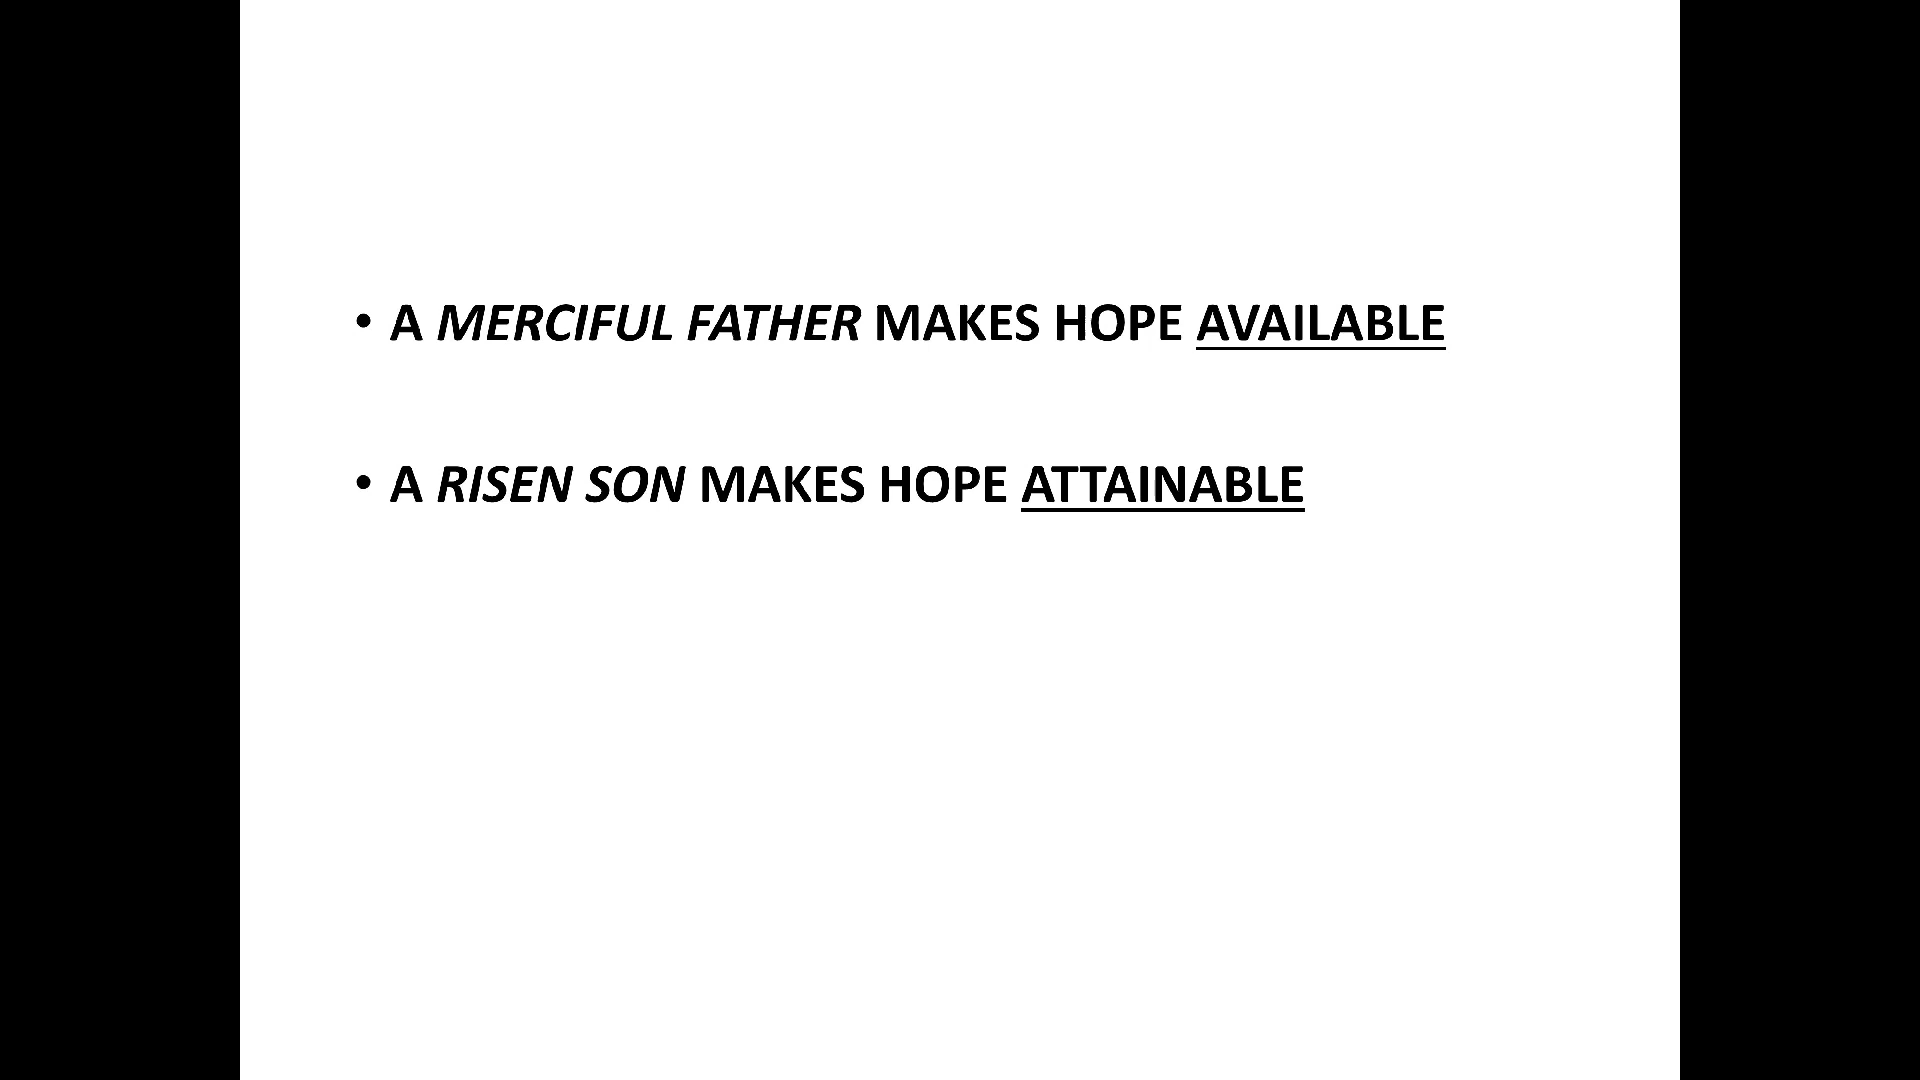 • A MERCIFUL FATHER MAKES HOPE AVAILABLE
• A RISEN SON MAKES HOPE ATTAINABLE